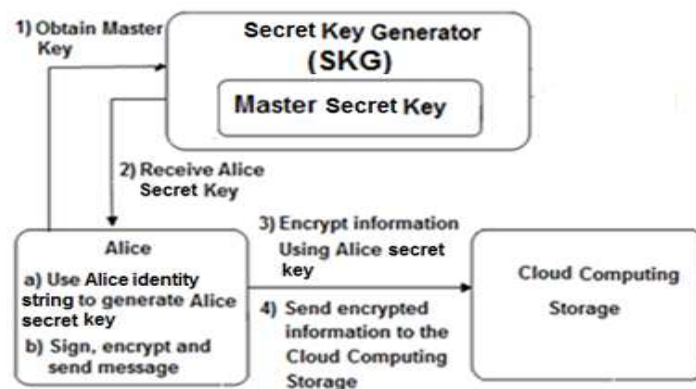 1) Obtain Master
Key
Secret Key Generator
(SKG)
Master Secret Key
2) Receive Alice
Secret Key
Alice
a) Use Alice identity
string to generate Alice
secret key
b) Sign, encrypt and
send message
3) Encrypt information
Using Alice secret
key
4) Send encrypted
information to the
Cloud Computing
Storage
Cloud Computing
Storage